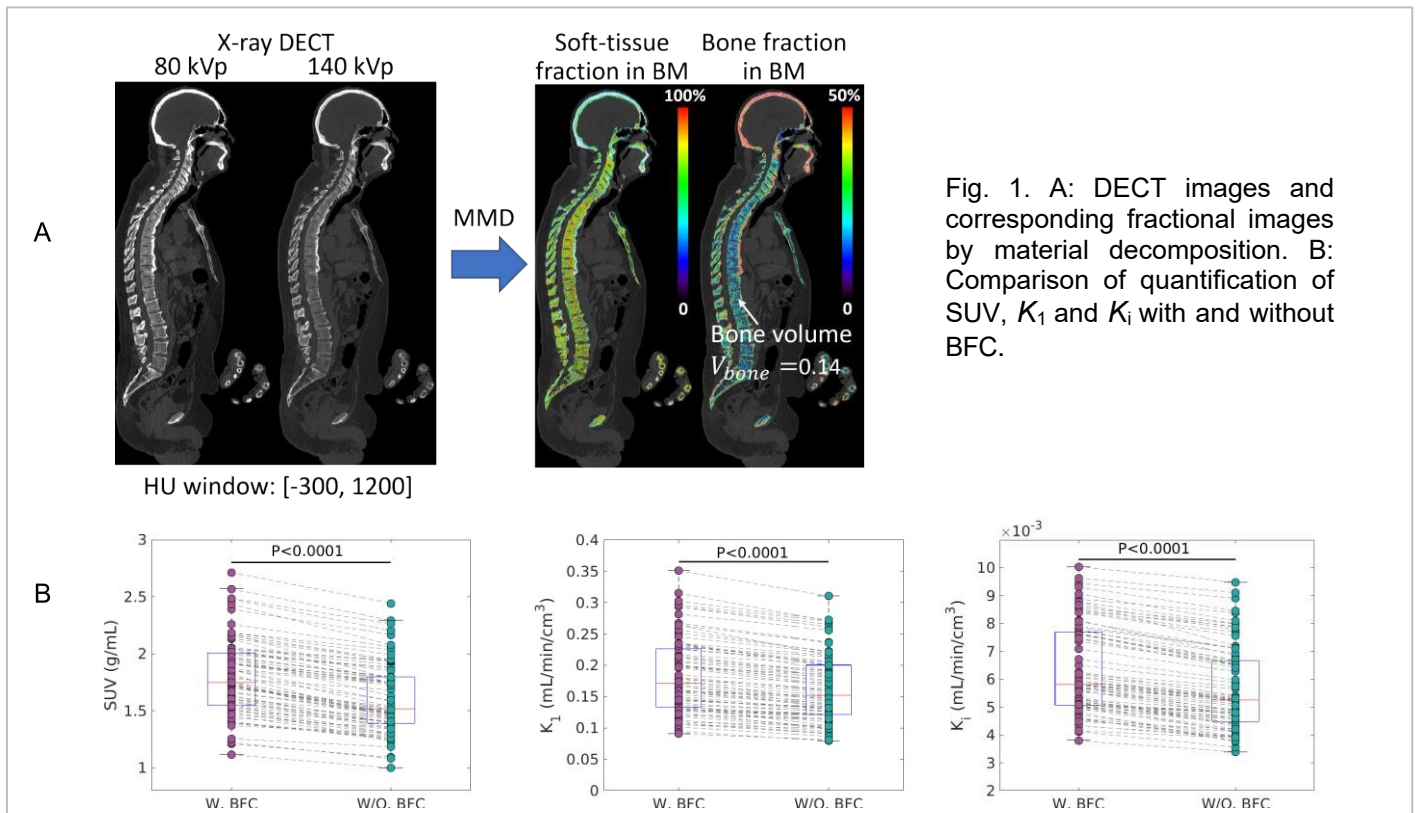 X-ray DECT
80 kVp 140 kVp
Soft-tissue fraction in BM
Bone fraction in BM
100%
0
50%
0
A
MMD
Bone volume
V_bone =0.14
HU window: [-300, 1200]
Fig. 1. A: DECT images and
corresponding fractional images
by material decomposition. B:
Comparison of quantification of
SUV, K₁ and Kᵢ with and without
BFC.
B
P<0.0001
SUV (g/mL)
3
2.5
2
1.5
1
W. BFC W/O. BFC
P<0.0001
K₁ (mL/min/cm³)
0.4
0.35
0.3
0.25
0.2
0.15
0.1
0.05
0
W. BFC W/O. BFC
×10⁻³
P<0.0001
Kᵢ (mL/min/cm³)
10
9
8
7
6
5
4
3
2
W. BFC W/O. BFC